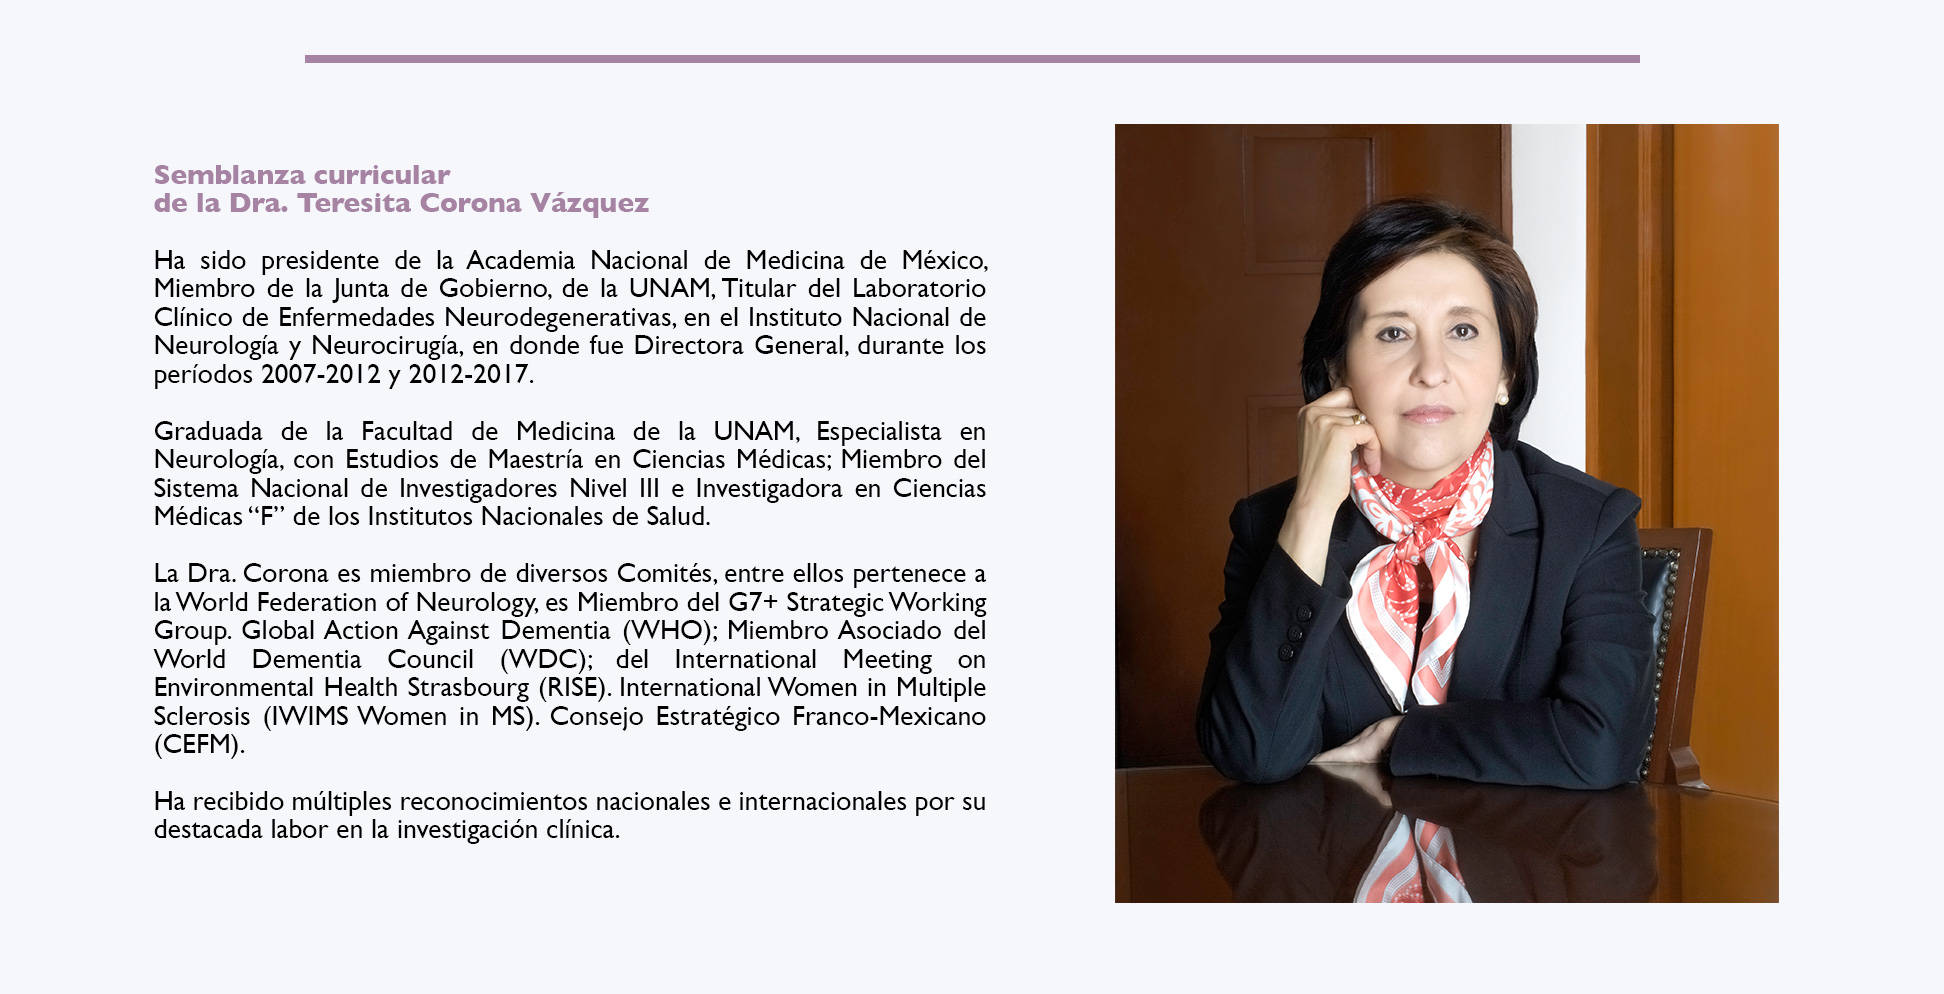 Semblanza curricular
de la Dra. Teresita Corona Vázquez
Ha sido presidente de la Academia Nacional de Medicina de México,
Miembro de la Junta de Gobierno, de la UNAM, Titular del Laboratorio
Clínico de Enfermedades Neurodegenerativas, en el Instituto Nacional de
Neurología y Neurocirugía, en donde fue Directora General, durante los
períodos 2007-2012 y 2012-2017.
Graduada de la Facultad de Medicina de la UNAM, Especialista en
Neurología, con Estudios de Maestría en Ciencias Médicas; Miembro del
Sistema Nacional de Investigadores Nivel III e Investigadora en Ciencias
Médicas “F” de los Institutos Nacionales de Salud.
La Dra. Corona es miembro de diversos Comités, entre ellos pertenece a
la World Federation of Neurology, es Miembro del G7+ Strategic Working
Group. Global Action Against Dementia (WHO); Miembro Asociado del
World Dementia Council (WDC); del International Meeting on
Environmental Health Strasbourg (RISE). International Women in Multiple
Sclerosis (IWIMS Women in MS). Consejo Estratégico Franco-Mexicano
(CEFM).
Ha recibido múltiples reconocimientos nacionales e internacionales por su
destacada labor en la investigación clínica.